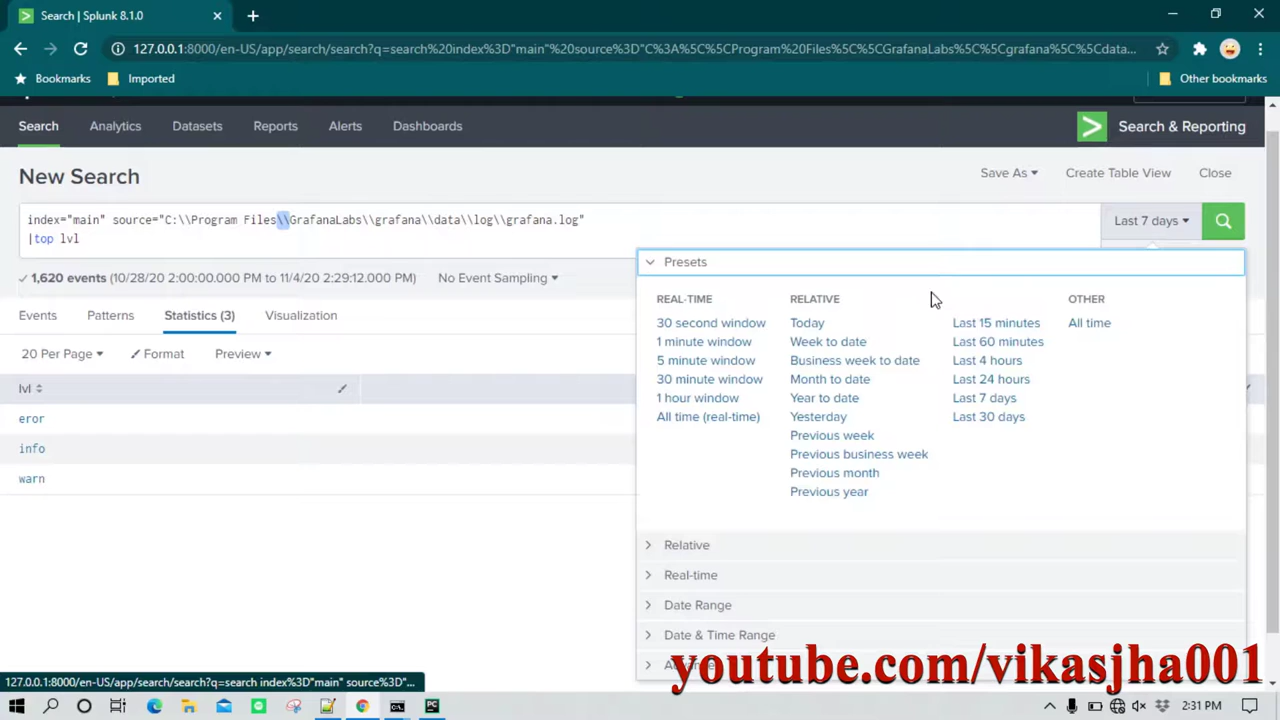 Search | Splunk 8.1.0
127.0.0.1:8000/en-US/app/search/search?q=search%20index%3D"main"%20source%3D"C%3A%5C%5CProgram%20Files%5C%5CGrafanaLabs%5C%5Cgrafana%5C%5Cdata...
Bookmarks Imported Other bookmarks
Search Analytics Datasets Reports Alerts Dashboards Search & Reporting
New Search Save As Create Table View Close
index="main" source="C:\\Program Files\\GrafanaLabs\\grafana\\data\\log\\grafana.log" Last 7 days
|top lvl
1,620 events (10/28/20 2:00:00.000 PM to 11/4/20 2:29:12.000 PM) No Event Sampling
Presets
Events Patterns Statistics (3) Visualization
20 Per Page Format Preview
lvl
eror
info
warn
REAL-TIME
30 second window
1 minute window
5 minute window
30 minute window
1 hour window
All time (real-time)
RELATIVE
Today
Week to date
Business week to date
Month to date
Year to date
Yesterday
Previous week
Previous business week
Previous month
Previous year
Last 15 minutes
Last 60 minutes
Last 4 hours
Last 24 hours
Last 7 days
Last 30 days
OTHER
All time
Relative
Real-time
Date Range
Date & Time Range
youtube.com/vikasjha001
127.0.0.1:8000/en-US/app/search/search?q=search index%3D"main" source%3D"...
PC
2:31 PM